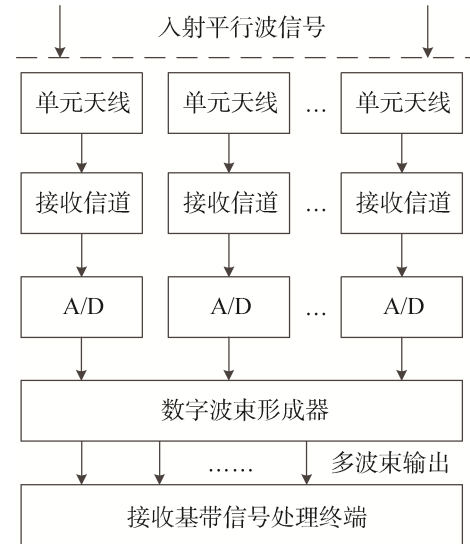 入射平行波信号
单元天线 单元天线 … 单元天线
接收信道 接收信道 … 接收信道
A/D A/D … A/D
数字波束形成器
…… 多波束输出
接收基带信号处理终端